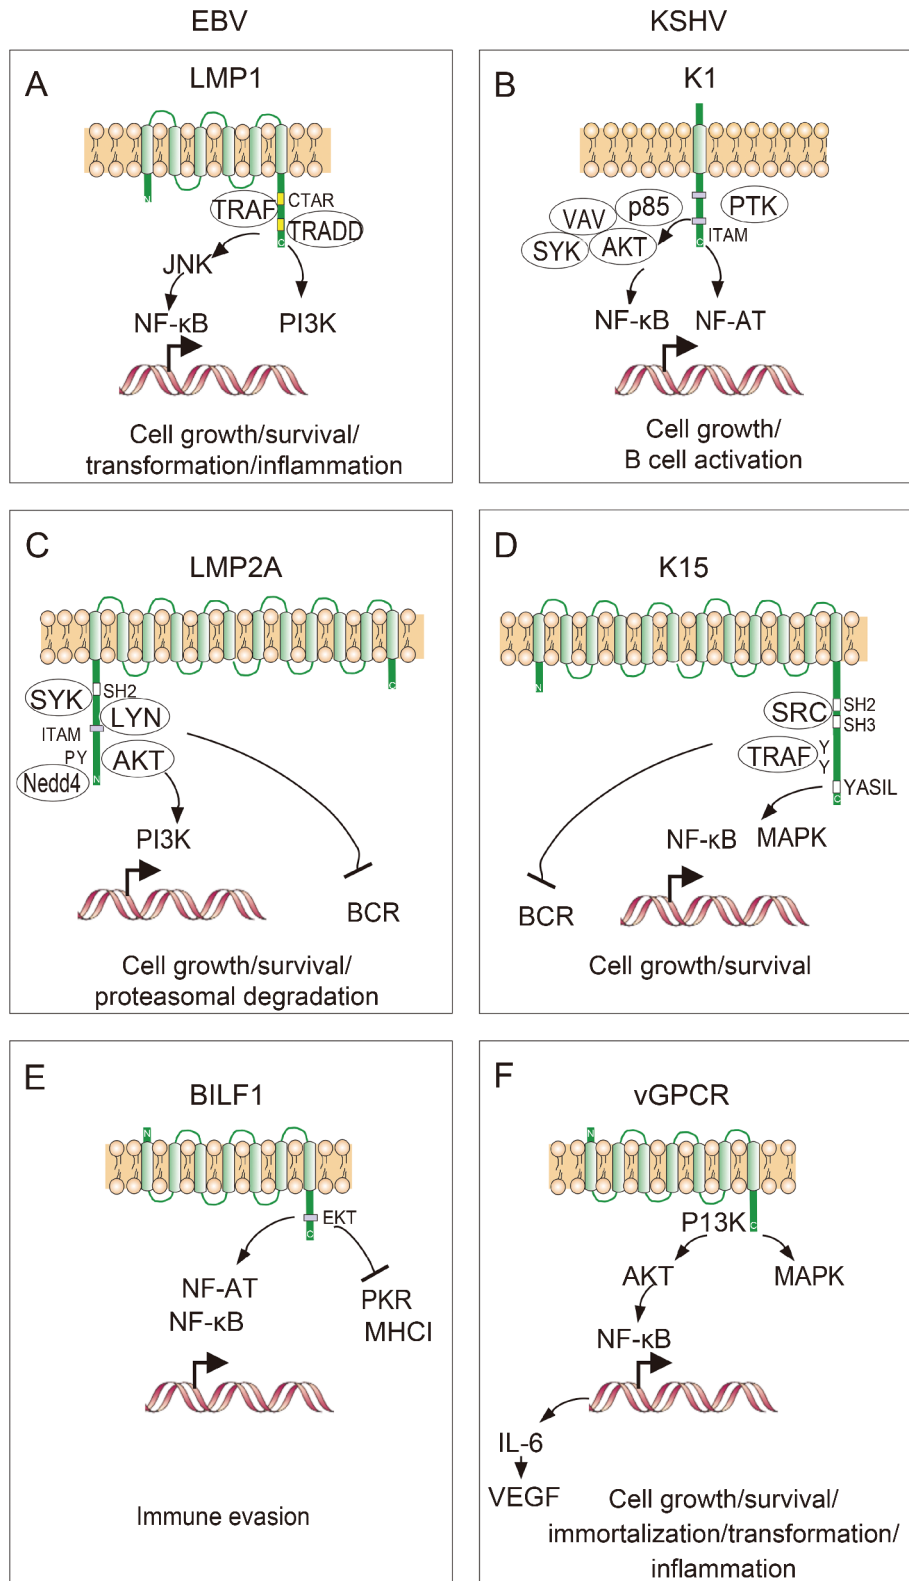 EBV
KSHV
A
LMP1
N
CTAR
TRAF
TRADD
C
JNK
NF-κB
PI3K
Cell growth/survival/
transformation/inflammation
B
K1
p85
PTK
VAV
SYK
AKT
ITAM
C
NF-κB
NF-AT
Cell growth/
B cell activation
C
LMP2A
C
SYK
SH2
LYN
ITAM
PY
AKT
Nedd4
N
PI3K
BCR
Cell growth/survival/
proteasomal degradation
D
K15
N
SRC
SH2
SH3
TRAF
Y
Y
YASIL
C
NF-κB
MAPK
BCR
Cell growth/survival
E
BILF1
N
EKT
C
NF-AT
NF-κB
PKR
MHCI
Immune evasion
F
vGPCR
N
P13K
C
AKT
MAPK
NF-κB
IL-6
VEGF
Cell growth/survival/
immortalization/transformation/
inflammation